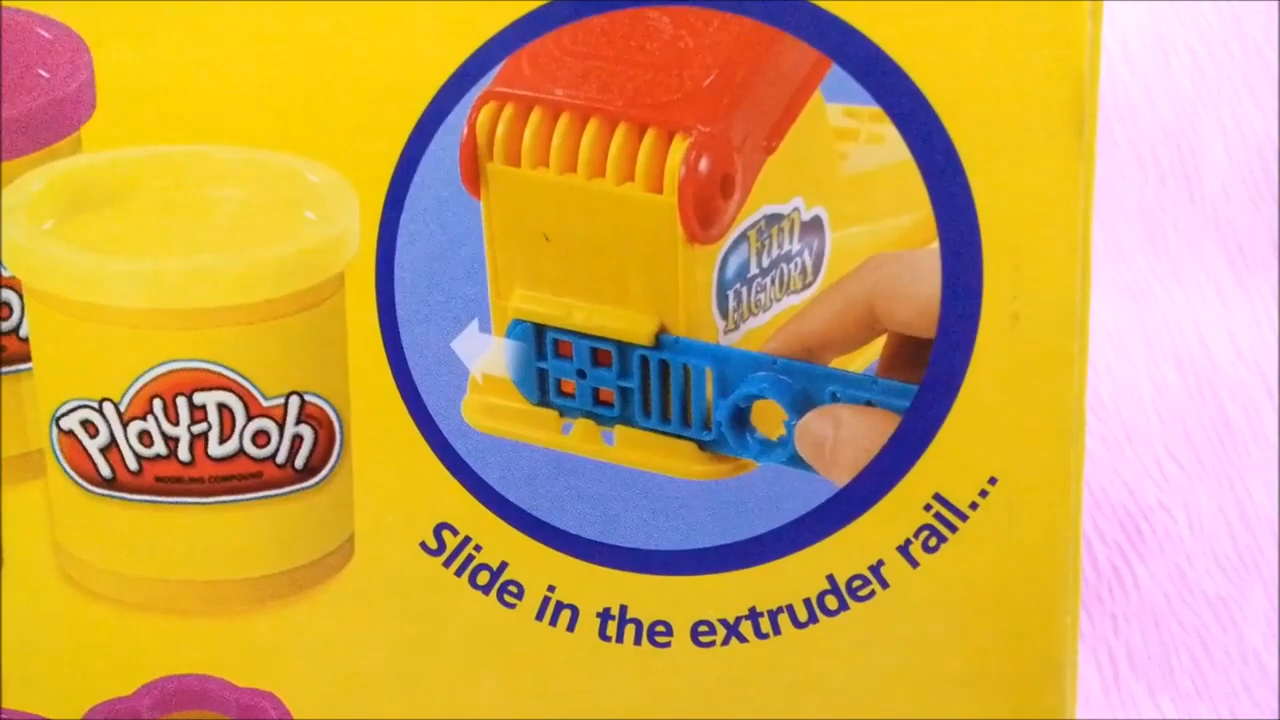 Play-Doh
MODELING COMPOUND
Fun
FACTORY
Slide in the extruder rail...